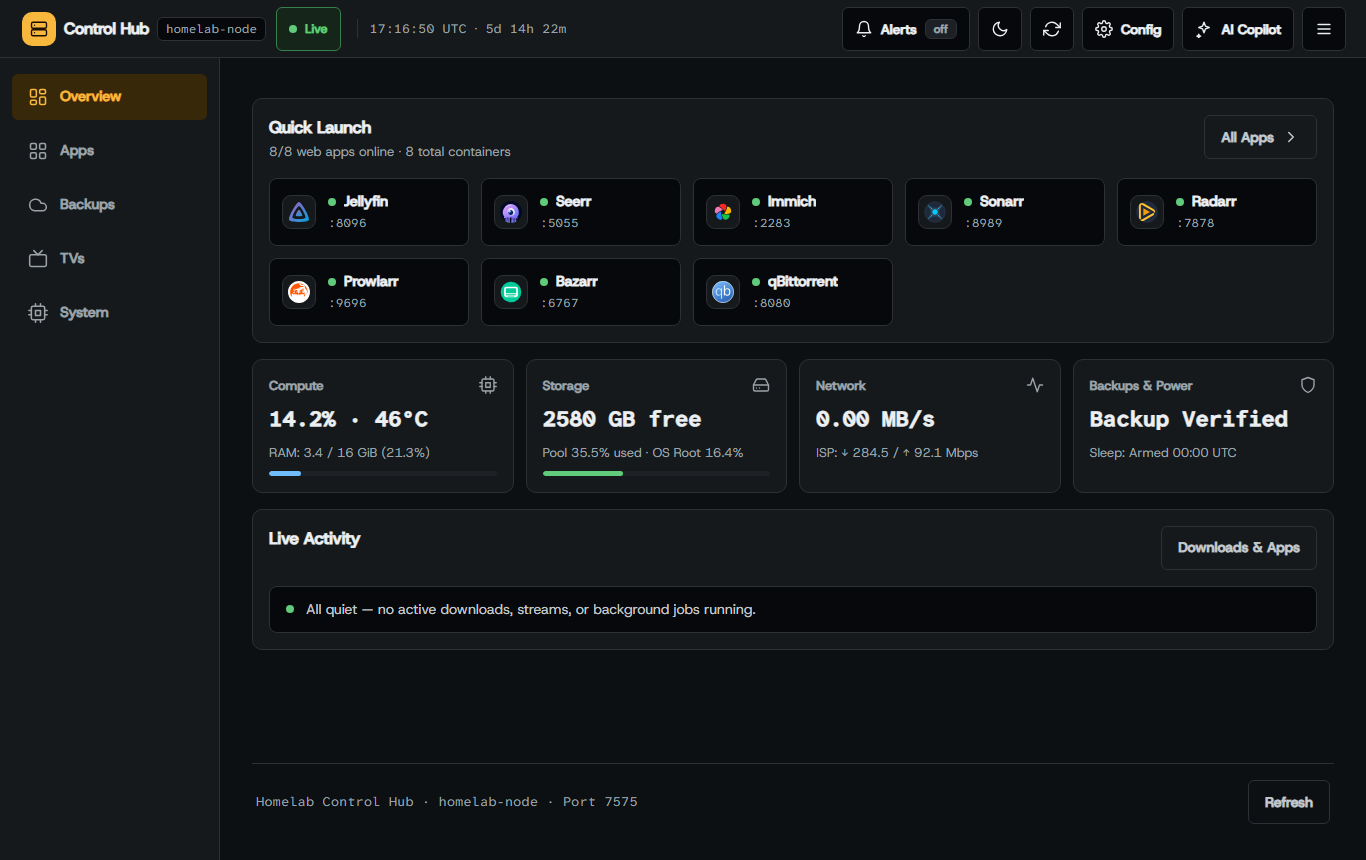 Control Hub homelab-node Live 17:16:50 UTC · 5d 14h 22m Alerts off Config AI Copilot
Overview
Apps
Backups
TVs
System
Quick Launch
8/8 web apps online · 8 total containers
All Apps
Jellyfin
:8096
Seerr
:5055
Immich
:2283
Sonarr
:8989
Radarr
:7878
Prowlarr
:9696
Bazarr
:6767
qb
qBittorrent
:8080
Compute
14.2% · 46°C
RAM: 3.4 / 16 GiB (21.3%)
Storage
2580 GB free
Pool 35.5% used · OS Root 16.4%
Network
0.00 MB/s
ISP: ↓ 284.5 / ↑ 92.1 Mbps
Backups & Power
Backup Verified
Sleep: Armed 00:00 UTC
Live Activity
Downloads & Apps
All quiet — no active downloads, streams, or background jobs running.
Homelab Control Hub · homelab-node · Port 7575
Refresh